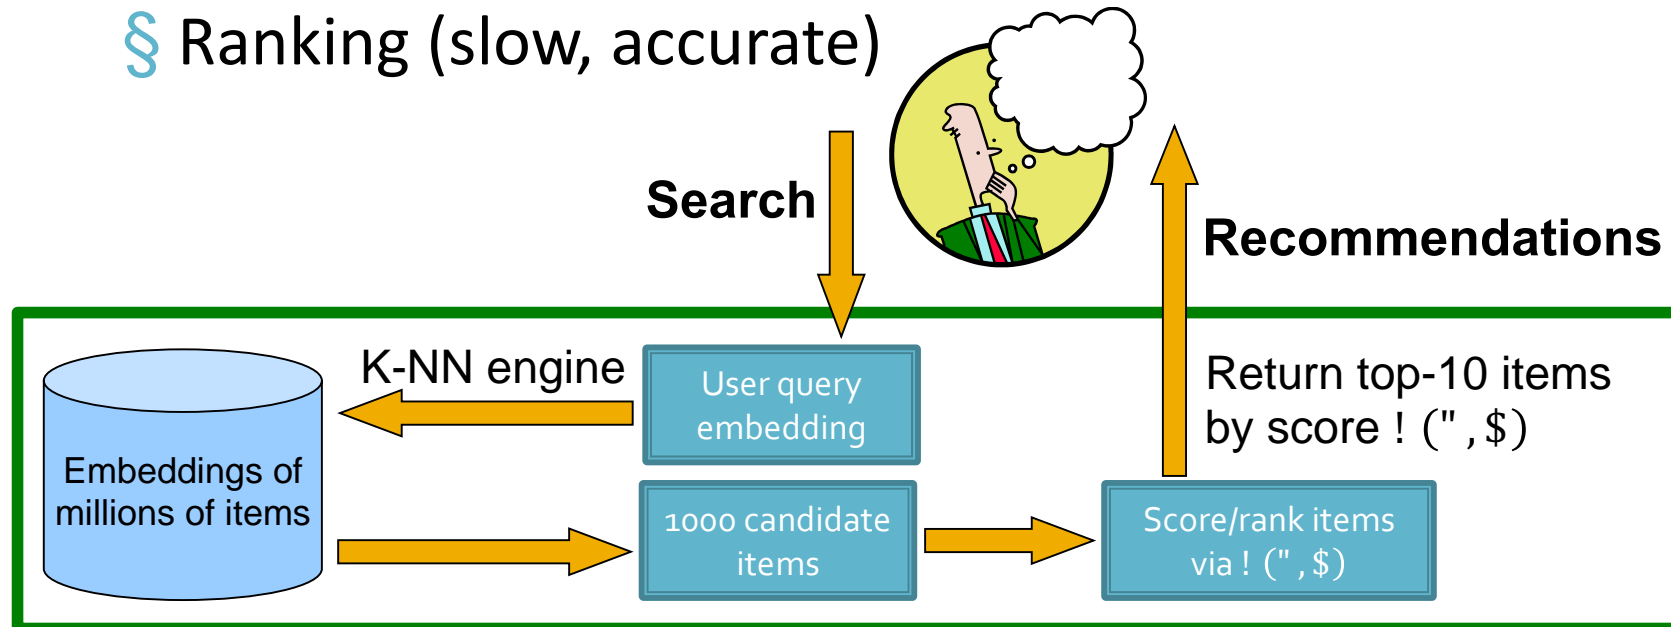 § Ranking (slow, accurate)
Search
Recommendations
K-NN engine
User query
embedding
Return top-10 items
by score ! (" , $)
Embeddings of
millions of items
1000 candidate
items
Score/rank items
via ! (" , $)